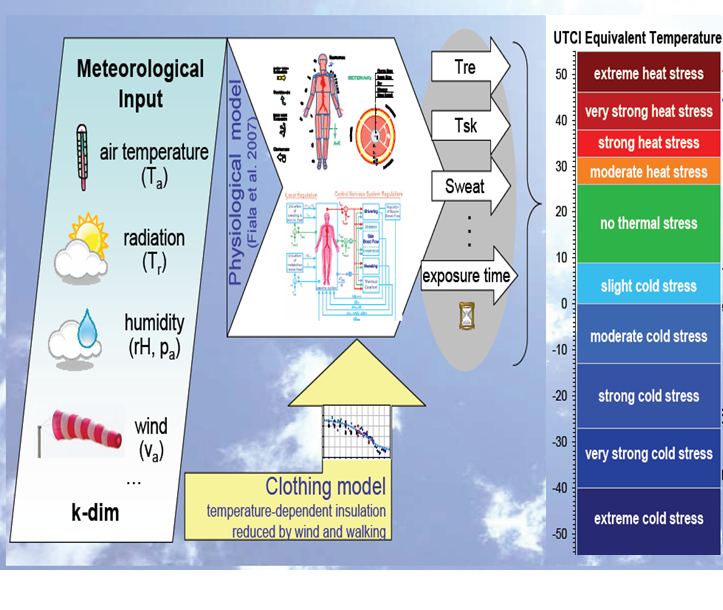 Meteorological
Input
air temperature
(Ta)
radiation
(Tr)
humidity
(rH, pa)
wind
(va)
...
k-dim
Physiological model
(Fiala et al. 2007)
Clothing model
temperature-dependent insulation
reduced by wind and walking
Tre
Tsk
Sweat
exposure time
UTCI Equivalent Temperature
50
40
30
20
10
0
-10
-20
-30
-40
-50
extreme heat stress
very strong heat stress
strong heat stress
moderate heat stress
no thermal stress
slight cold stress
moderate cold stress
strong cold stress
very strong cold stress
extreme cold stress